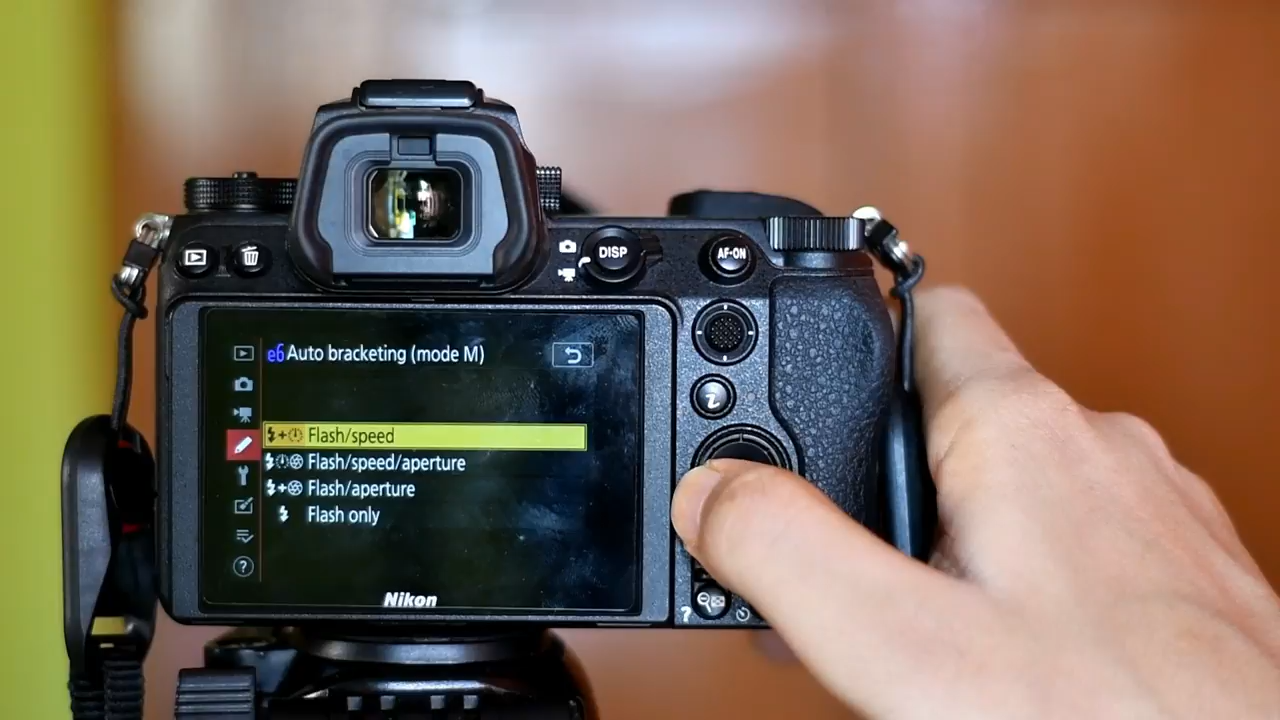 DISP
AF-ON
e6 Auto bracketing (mode M)
Flash/speed
Flash/speed/aperture
Flash/aperture
Flash only
i
?
?
Nikon